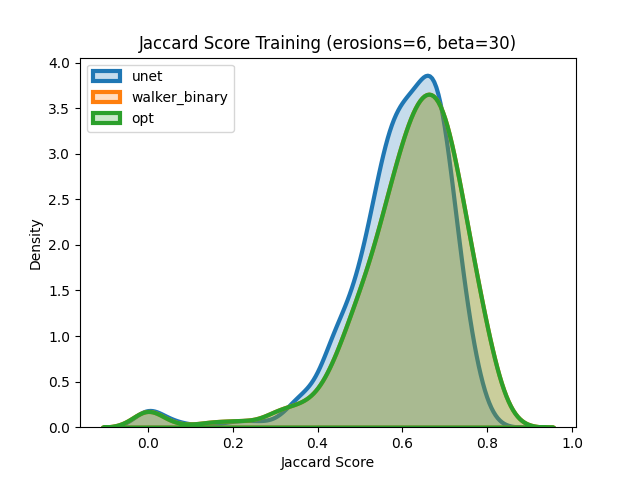 Jaccard Score Training (erosions=6, beta=30)
unet
walker_binary
opt
4.0
3.5
3.0
2.5
2.0
1.5
1.0
0.5
0.0
Density
0.0 0.2 0.4 0.6 0.8 1.0
Jaccard Score